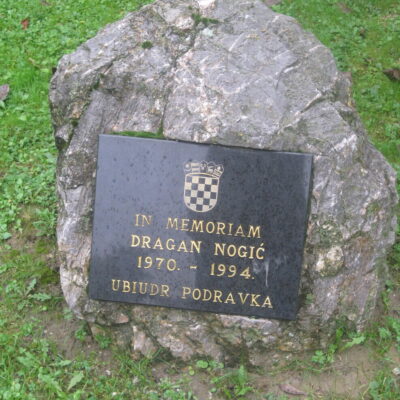 IN MEMORIAM
DRAGAN NOGIĆ
1970. - 1994.
UBIUDR PODRAVKA